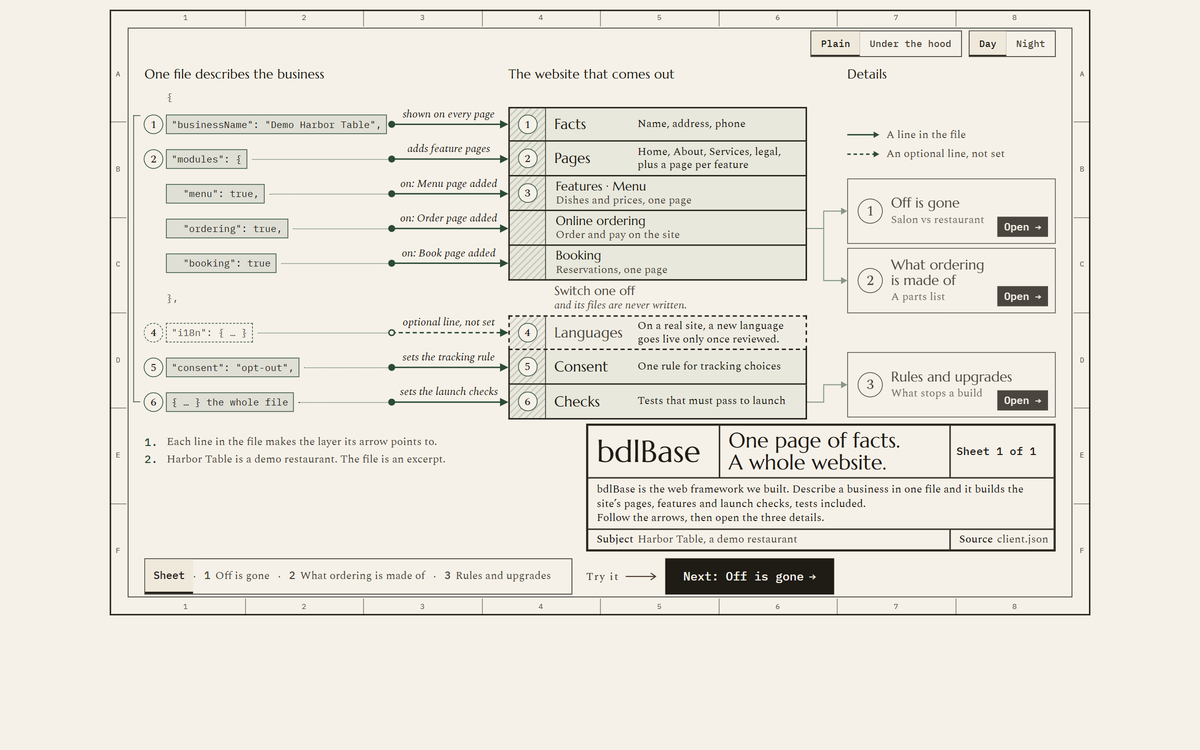 1 2 3 4 5 6 7 8
Plain Under the hood Day Night
A A
One file describes the business The website that comes out Details
{
1 "businessName": "Demo Harbor Table", shown on every page 1 Facts Name, address, phone
A line in the file
2 "modules": { adds feature pages 2 Pages Home, About, Services, legal,
plus a page per feature
An optional line, not set
B B
"menu": true, on: Menu page added 3 Features · Menu
Dishes and prices, one page
1 Off is gone
Salon vs restaurant
Open →
"ordering": true, on: Order page added Online ordering
Order and pay on the site
C C
"booking": true on: Book page added Booking
Reservations, one page
2 What ordering
is made of
A parts list
Open →
}, Switch one off
and its files are never written.
4 "i18n": { … } optional line, not set 4 Languages On a real site, a new language
goes live only once reviewed.
D D
5 "consent": "opt-out", sets the tracking rule 5 Consent One rule for tracking choices
6 { … } the whole file sets the launch checks 6 Checks Tests that must pass to launch
3 Rules and upgrades
What stops a build
Open →
1. Each line in the file makes the layer its arrow points to.
2. Harbor Table is a demo restaurant. The file is an excerpt.
E E
bdlBase One page of facts.
A whole website.
Sheet 1 of 1
bdlBase is the web framework we built. Describe a business in one file and it builds the
site's pages, features and launch checks, tests included.
Follow the arrows, then open the three details.
Subject Harbor Table, a demo restaurant Source client.json
F F
Sheet · 1 Off is gone · 2 What ordering is made of · 3 Rules and upgrades Try it → Next: Off is gone →
1 2 3 4 5 6 7 8